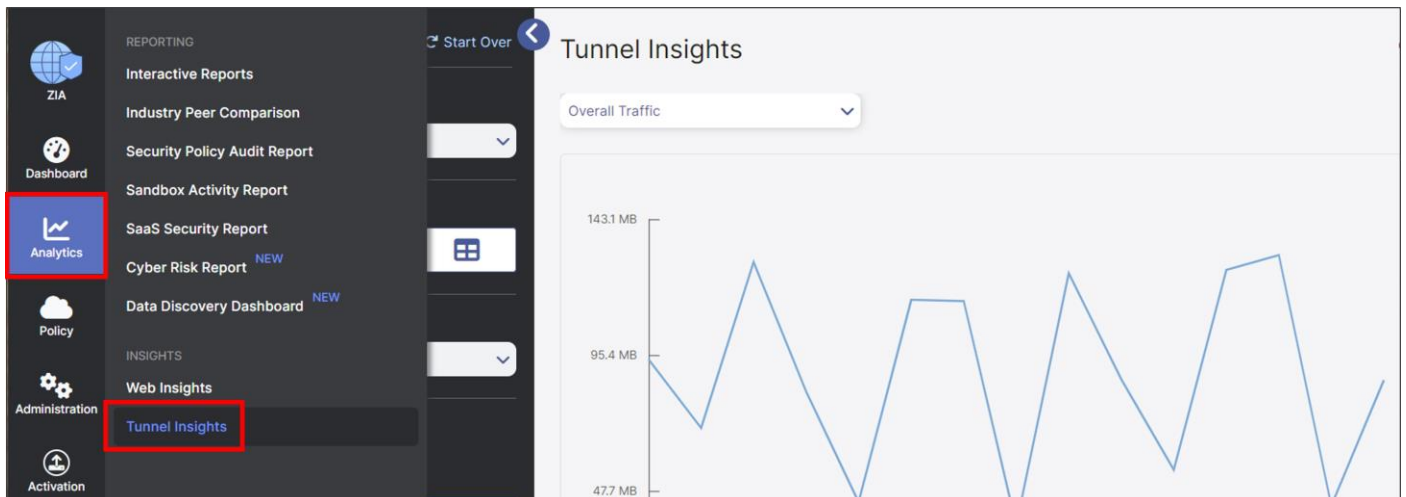 ZIA
Dashboard
Analytics
Policy
Administration
Activation
REPORTING
Interactive Reports
Industry Peer Comparison
Security Policy Audit Report
Sandbox Activity Report
SaaS Security Report
Cyber Risk Report NEW
Data Discovery Dashboard NEW
INSIGHTS
Web Insights
Tunnel Insights
Start Over
Tunnel Insights
Overall Traffic
143.1 MB
95.4 MB
47.7 MB